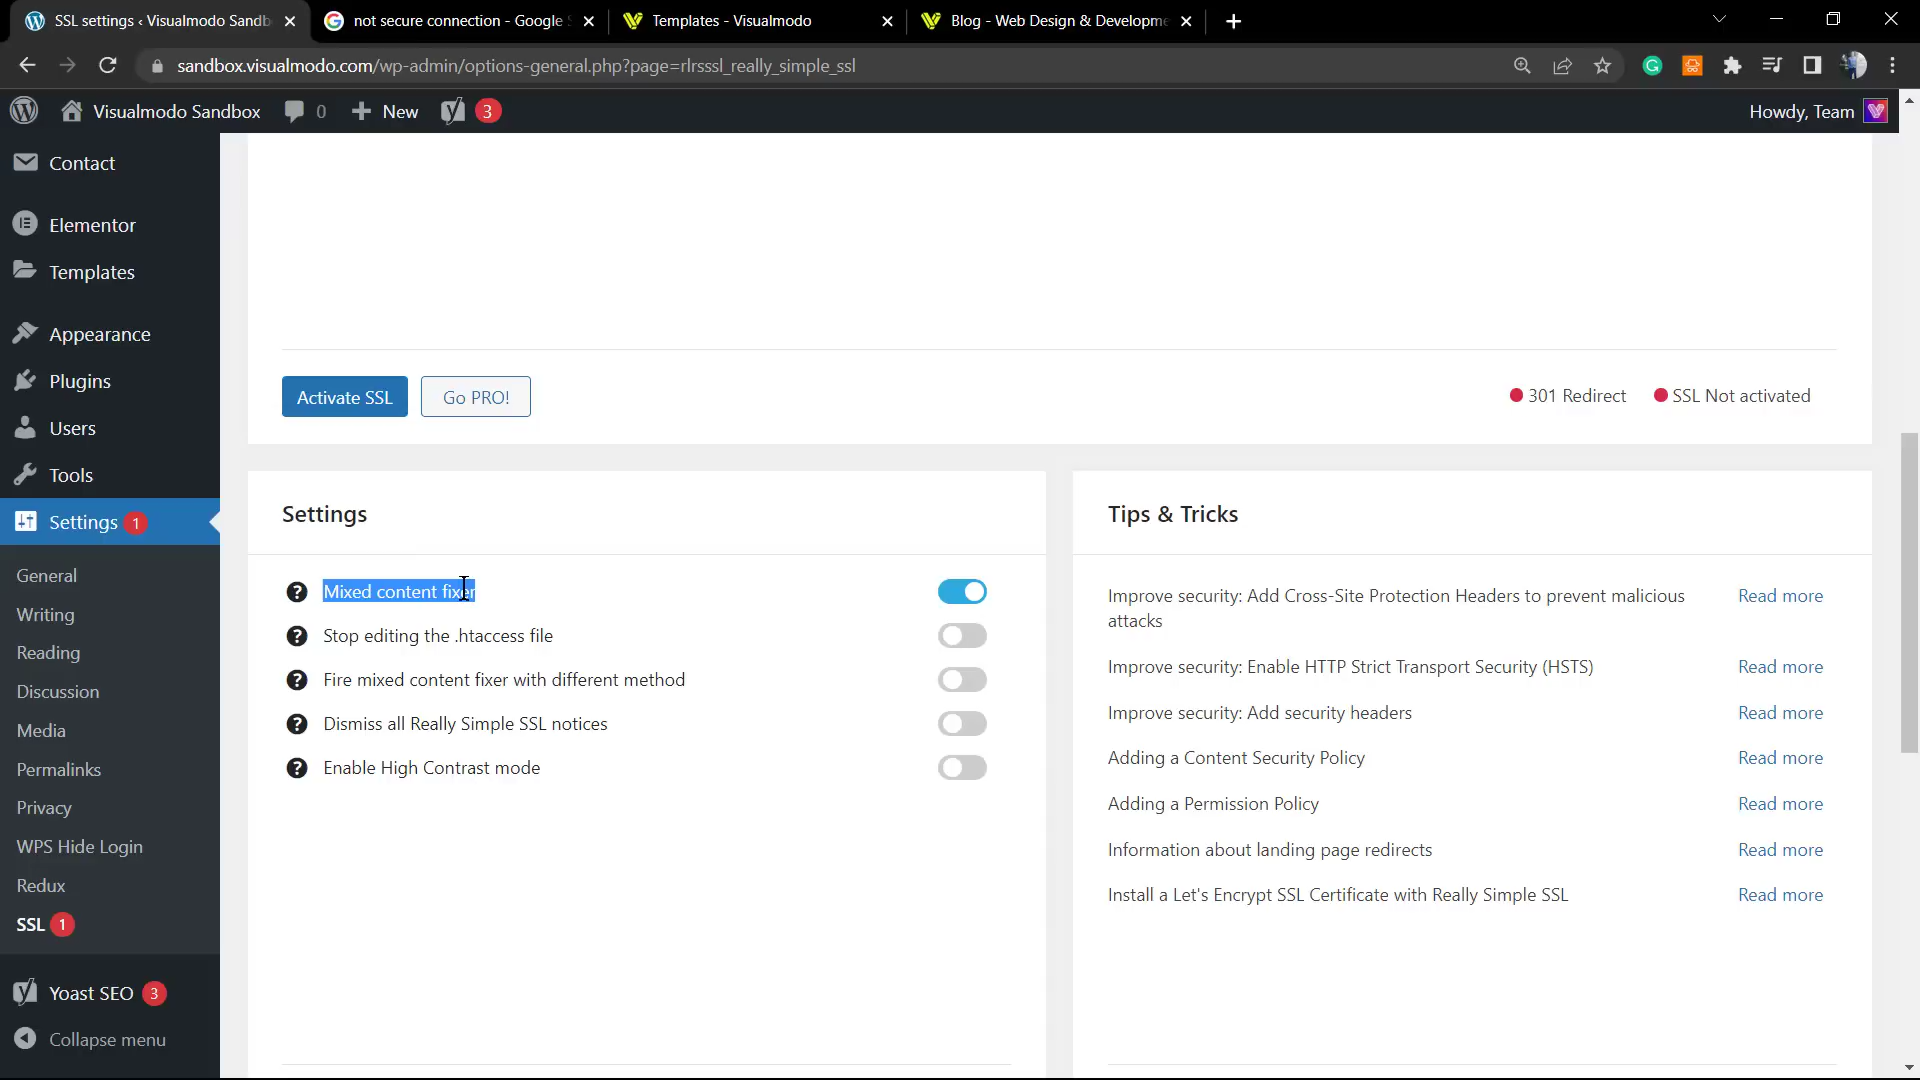 SSL settings ‹ Visualmodo Sandb
not secure connection - Google S
Templates - Visualmodo
Blog - Web Design & Developme
sandbox.visualmodo.com/wp-admin/options-general.php?page=rlrsssl_really_simple_ssl
Visualmodo Sandbox
0
New
3
Howdy, Team
Contact
Elementor
Templates
Appearance
Plugins
Users
Tools
Settings 1
General
Writing
Reading
Discussion
Media
Permalinks
Privacy
WPS Hide Login
Redux
SSL 1
Yoast SEO 3
Collapse menu
Activate SSL
Go PRO!
301 Redirect
SSL Not activated
Settings
Mixed content fixer
Stop editing the .htaccess file
Fire mixed content fixer with different method
Dismiss all Really Simple SSL notices
Enable High Contrast mode
Tips & Tricks
Improve security: Add Cross-Site Protection Headers to prevent malicious
attacks
Read more
Improve security: Enable HTTP Strict Transport Security (HSTS)
Read more
Improve security: Add security headers
Read more
Adding a Content Security Policy
Read more
Adding a Permission Policy
Read more
Information about landing page redirects
Read more
Install a Let's Encrypt SSL Certificate with Really Simple SSL
Read more